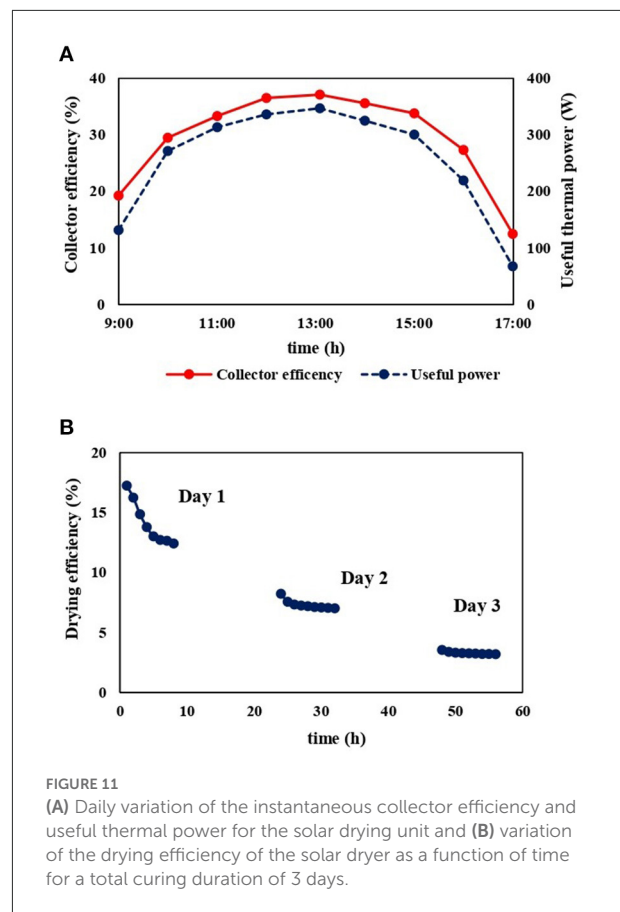 A
40
30
20
10
0
Collector efficiency (%)
400
300
200
100
0
Useful thermal power (W)
9:00 11:00 13:00 15:00 17:00
time (h)
Collector efficency Useful power
B
20
15
10
5
0
Drying efficiency (%)
Day 1
Day 2
Day 3
0 10 20 30 40 50 60
time (h)
FIGURE 11
(A) Daily variation of the instantaneous collector efficiency and
useful thermal power for the solar drying unit and (B) variation
of the drying efficiency of the solar dryer as a function of time
for a total curing duration of 3 days.